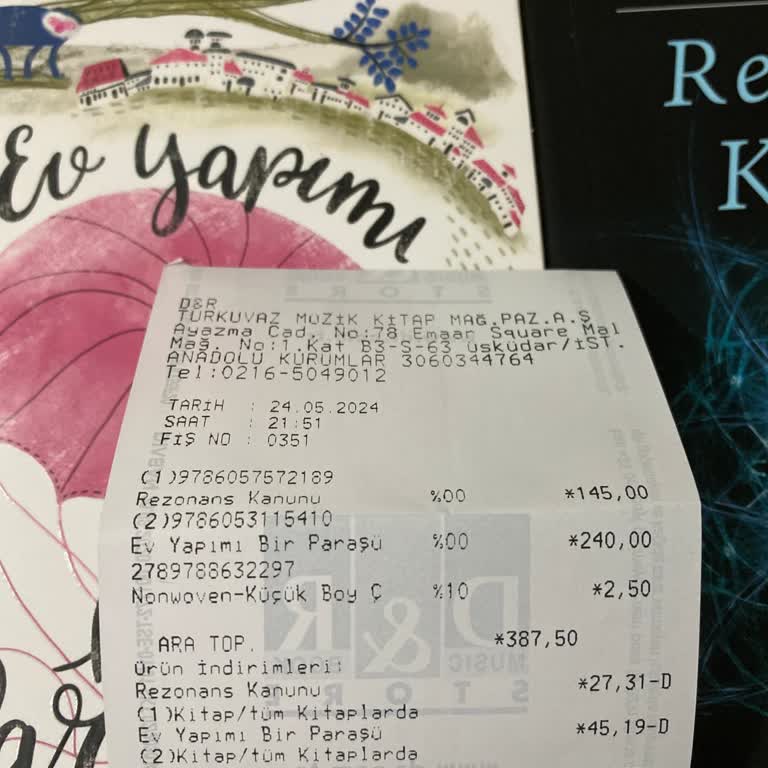 Ev Yapımı
Re
K
D&R
TURKUVAZ MÜZİK KİTAP MAĞ.PAZ.A.Ş
Ayazma Cad. No:78 Emaar Square Mal
Mağ. No:1.Kat B3-S-63 üsküdar/İST.
ANADOLU KURUMLAR 3060344764
Tel:0216-5049012
TARİH : 24.05.2024
SAAT : 21:51
FİŞ NO : 0351
(1)9786057572189
Rezonans Kanunu %00 *145,00
(2)9786053115410
Ev Yapımı Bir Paraşü %00 *240,00
2789788632297
Nonwoven-Küçük Boy Ç %10 *2,50
ARA TOP. *387,50
Ürün İndirimleri:
Rezonans Kanunu *27,31-D
(1)Kitap/tüm Kitaplarda
Ev Yapımı Bir Paraşü *45,19-D
(2)Kitap/tüm Kitaplarda
D&R
MUSIC
STORE